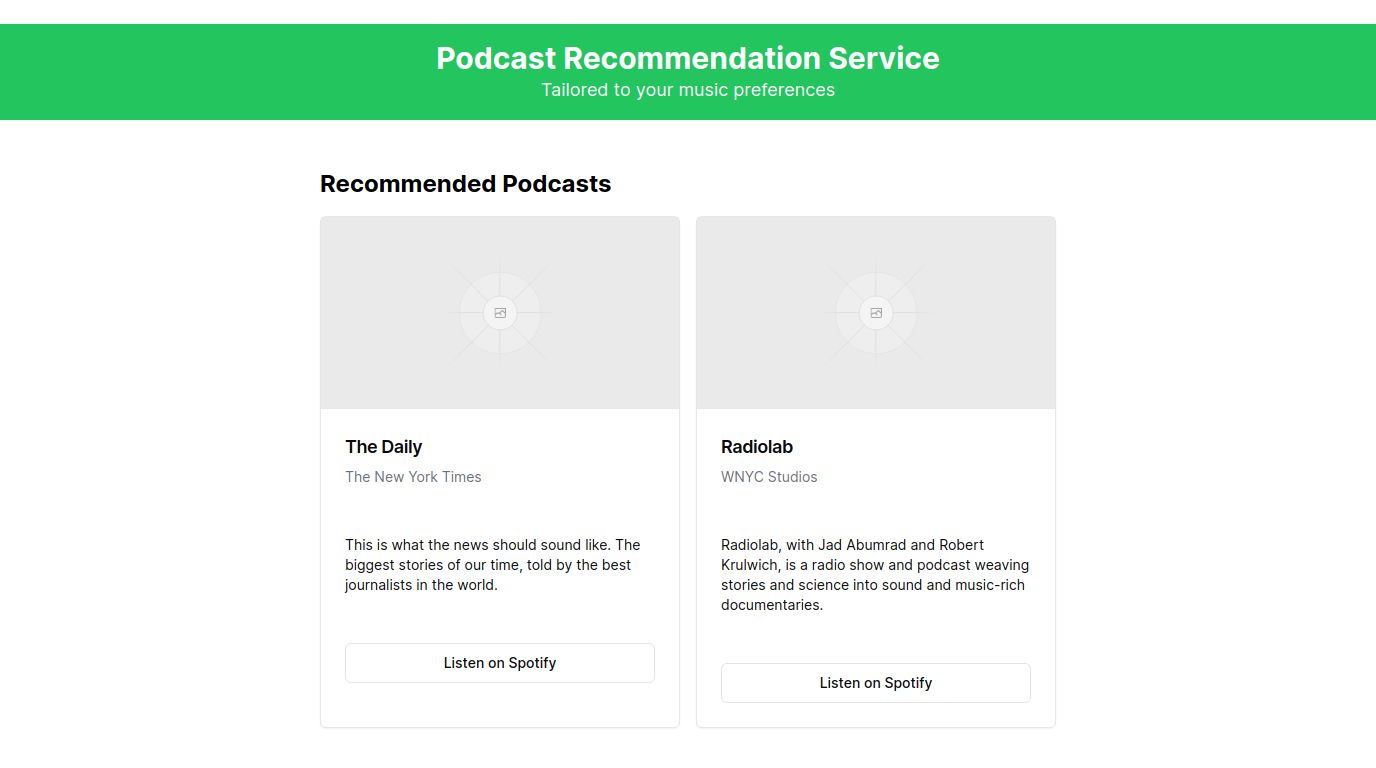 Podcast Recommendation Service
Tailored to your music preferences
Recommended Podcasts
The Daily
The New York Times
This is what the news should sound like. The
biggest stories of our time, told by the best
journalists in the world.
Listen on Spotify
Radiolab
WNYC Studios
Radiolab, with Jad Abumrad and Robert
Krulwich, is a radio show and podcast weaving
stories and science into sound and music-rich
documentaries.
Listen on Spotify